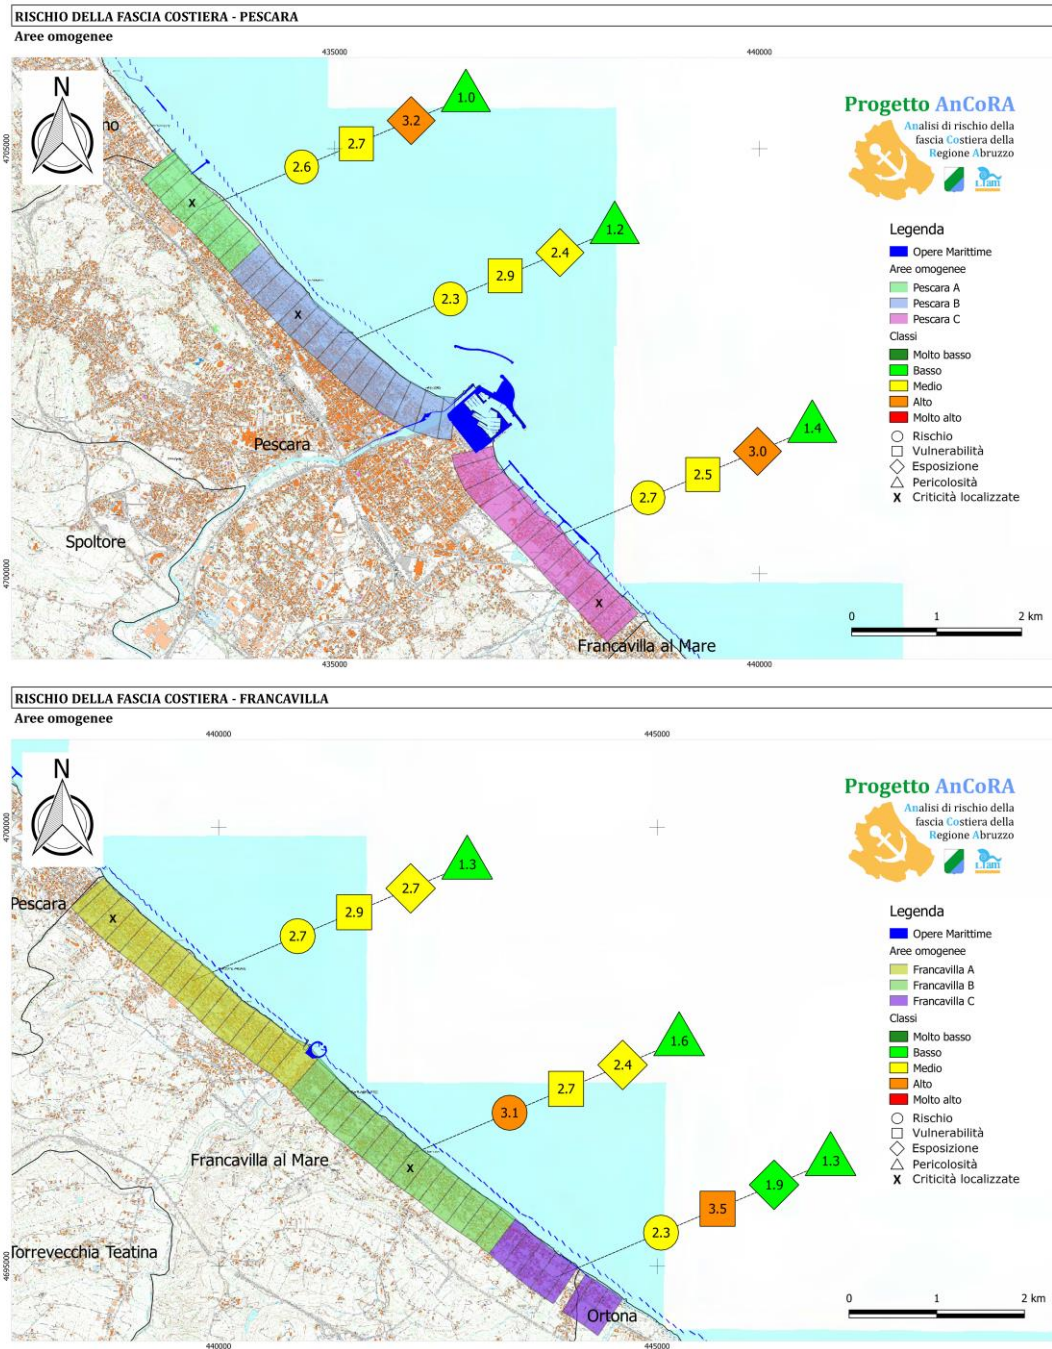 RISCHIO DELLA FASCIA COSTIERA - PESCARA
Aree omogenee
435000
440000
N
no
1.0
3.2
2.7
2.6
1.2
2.4
2.9
2.3
1.4
3.0
2.5
2.7
X
X
X
Pescara
Spoltore
Francavilla al Mare
4705000
4700000
Progetto AnCoRA
Analisi di rischio della
fascia Costiera della
Regione Abruzzo
LIam
Legenda
Opere Marittime
Aree omogenee
Pescara A
Pescara B
Pescara C
Classi
Molto basso
Basso
Medio
Alto
Molto alto
Rischio
Vulnerabilità
Esposizione
Pericolosità
X Criticità localizzate
0 1 2 km
435000
440000
RISCHIO DELLA FASCIA COSTIERA - FRANCAVILLA
Aree omogenee
440000
445000
N
1.3
2.7
2.9
2.7
1.6
2.4
2.7
3.1
1.3
1.9
3.5
2.3
X
X
Pescara
Francavilla al Mare
Torrevecchia Teatina
Ortona
4700000
4695000
Progetto AnCoRA
Analisi di rischio della
fascia Costiera della
Regione Abruzzo
LIam
Legenda
Opere Marittime
Aree omogenee
Francavilla A
Francavilla B
Francavilla C
Classi
Molto basso
Basso
Medio
Alto
Molto alto
Rischio
Vulnerabilità
Esposizione
Pericolosità
X Criticità localizzate
0 1 2 km
440000
445000